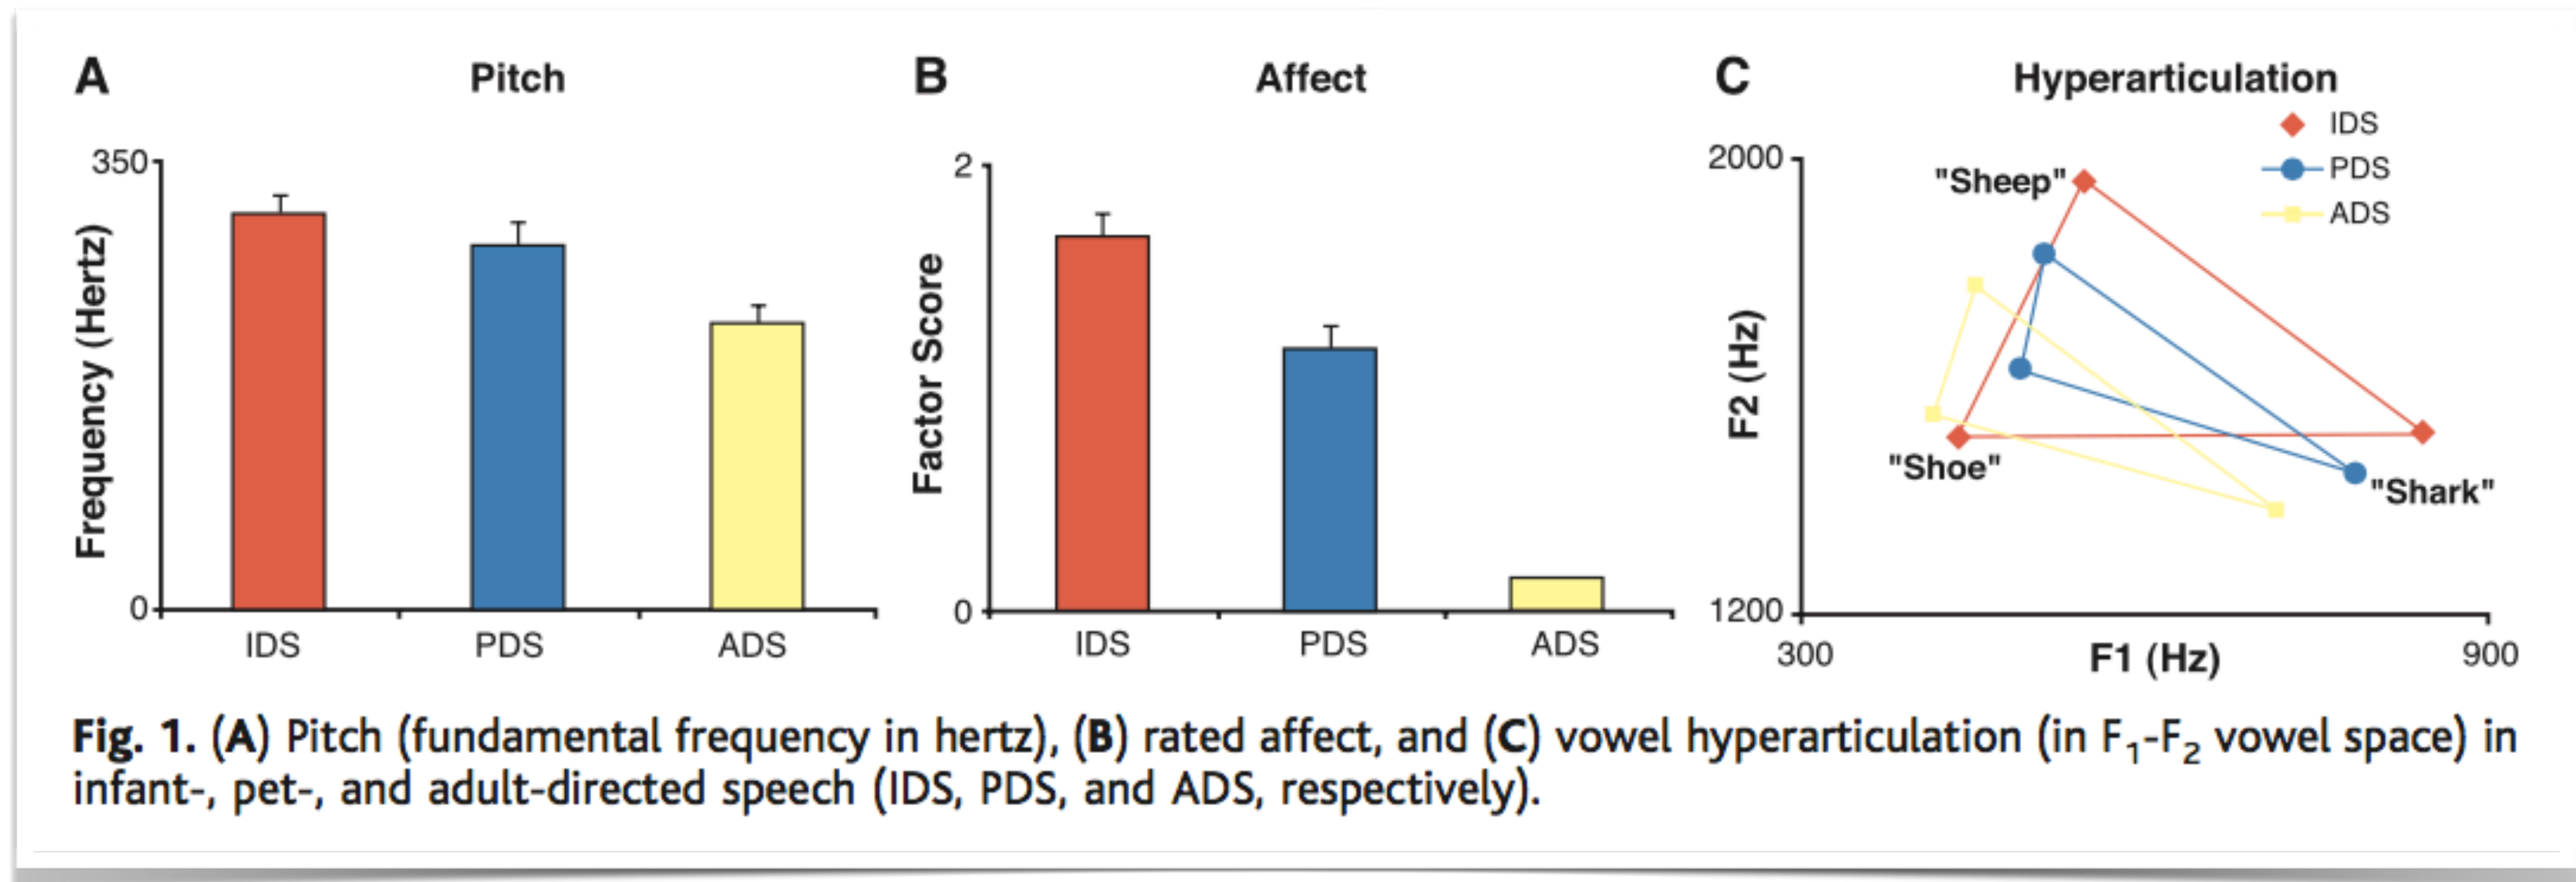 A Pitch
350
Frequency (Hertz)
0
IDS PDS ADS
B Affect
2
Factor Score
0
IDS PDS ADS
C Hyperarticulation
IDS
PDS
ADS
2000
"Sheep"
F2 (Hz)
"Shoe"
"Shark"
1200
300 F1 (Hz) 900
Fig. 1. (A) Pitch (fundamental frequency in hertz), (B) rated affect, and (C) vowel hyperarticulation (in F₁-F₂ vowel space) in
infant-, pet-, and adult-directed speech (IDS, PDS, and ADS, respectively).